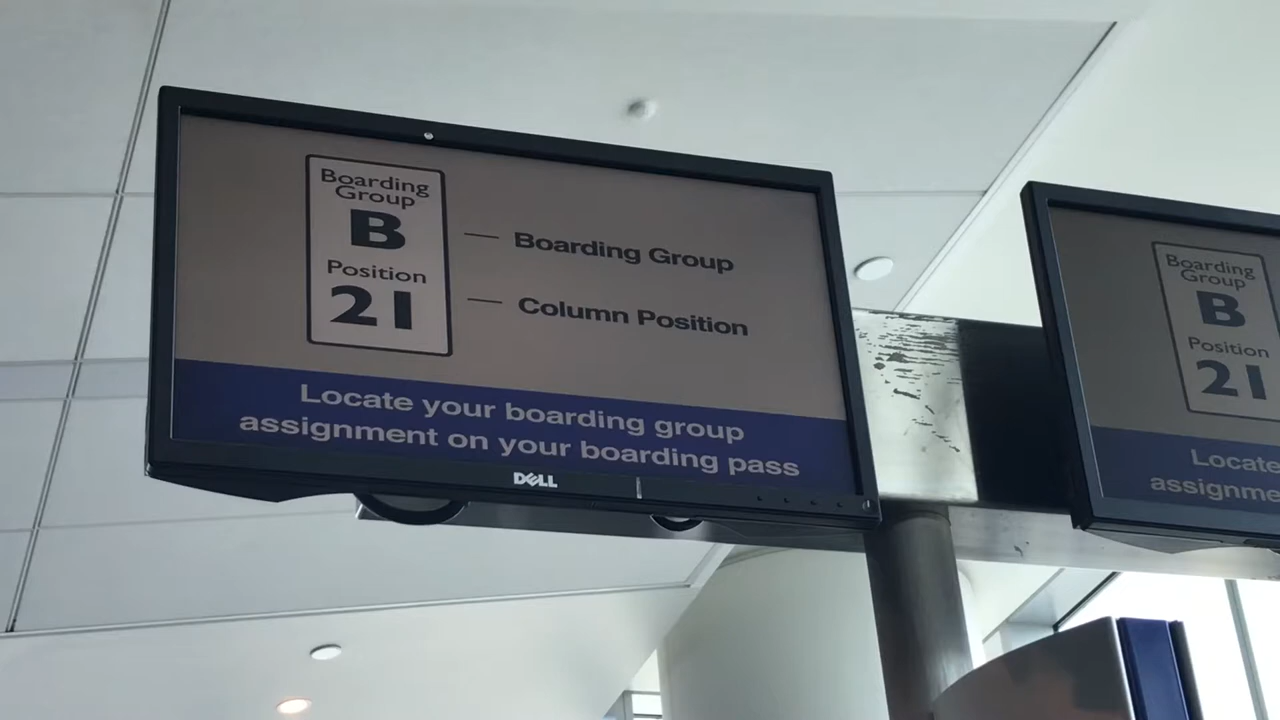 Boarding
Group
B
Position
21
Boarding Group
Column Position
Locate your boarding group
assignment on your boarding pass
DELL
Boarding
Group
B
Position
21
Locate
assignme